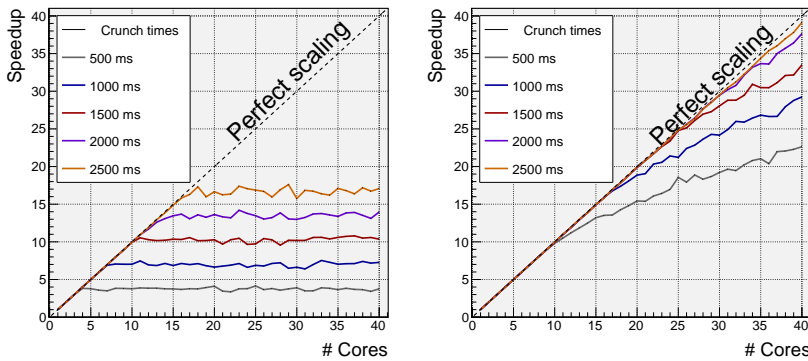 Speedup
40
35
30
25
20
15
10
5
0
Crunch times
500 ms
1000 ms
1500 ms
2000 ms
2500 ms
Perfect scaling
0 5 10 15 20 25 30 35 40
# Cores
Speedup
40
35
30
25
20
15
10
5
0
Crunch times
500 ms
1000 ms
1500 ms
2000 ms
2500 ms
Perfect scaling
0 5 10 15 20 25 30 35 40
# Cores